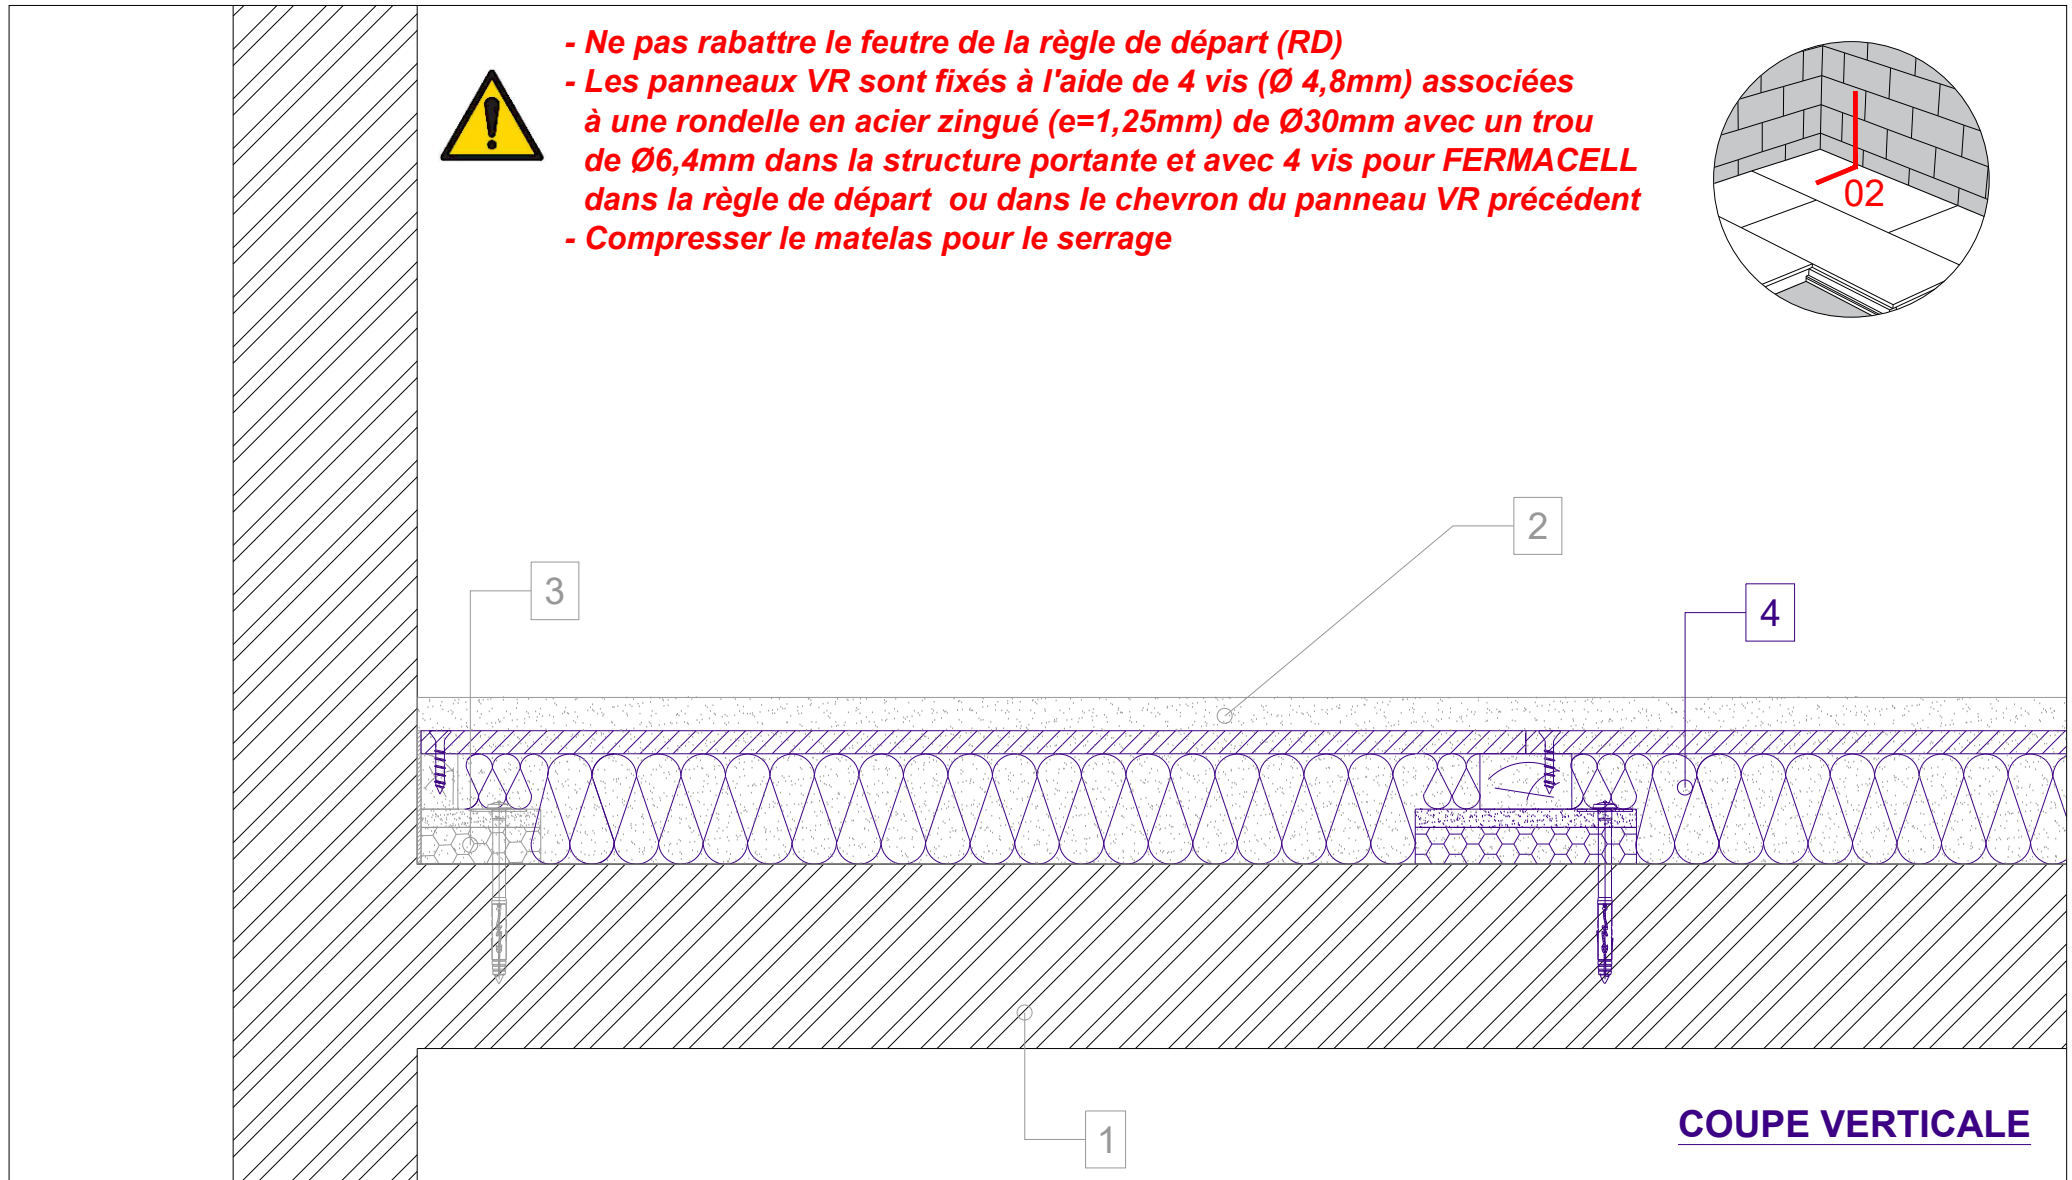 - Ne pas rabattre le feutre de la règle de départ (RD)
- Les panneaux VR sont fixés à l'aide de 4 vis (Ø 4,8mm) associées
à une rondelle en acier zingué (e=1,25mm) de Ø30mm avec un trou
de Ø6,4mm dans la structure portante et avec 4 vis pour FERMACELL
dans la règle de départ ou dans le chevron du panneau VR précédent
- Compresser le matelas pour le serrage
02
2
3
4
1
COUPE VERTICALE